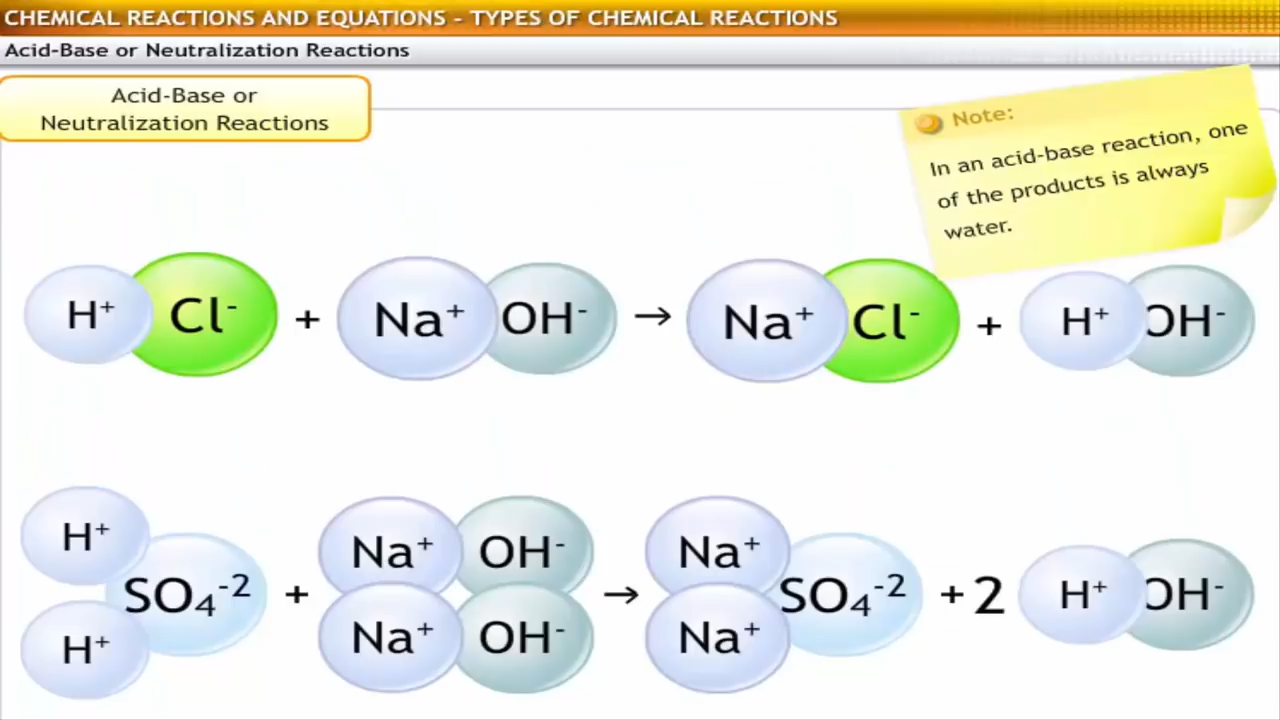 CHEMICAL REACTIONS AND EQUATIONS - TYPES OF CHEMICAL REACTIONS
Acid-Base or Neutralization Reactions
Acid-Base or
Neutralization Reactions
Note:
In an acid-base reaction, one
of the products is always
water.
H⁺ Cl⁻ + Na⁺ OH⁻ → Na⁺ Cl⁻ + H⁺ OH⁻
H⁺ Na⁺ OH⁻ Na⁺
SO₄⁻² + → SO₄⁻² + 2 H⁺ OH⁻
H⁺ Na⁺ OH⁻ Na⁺